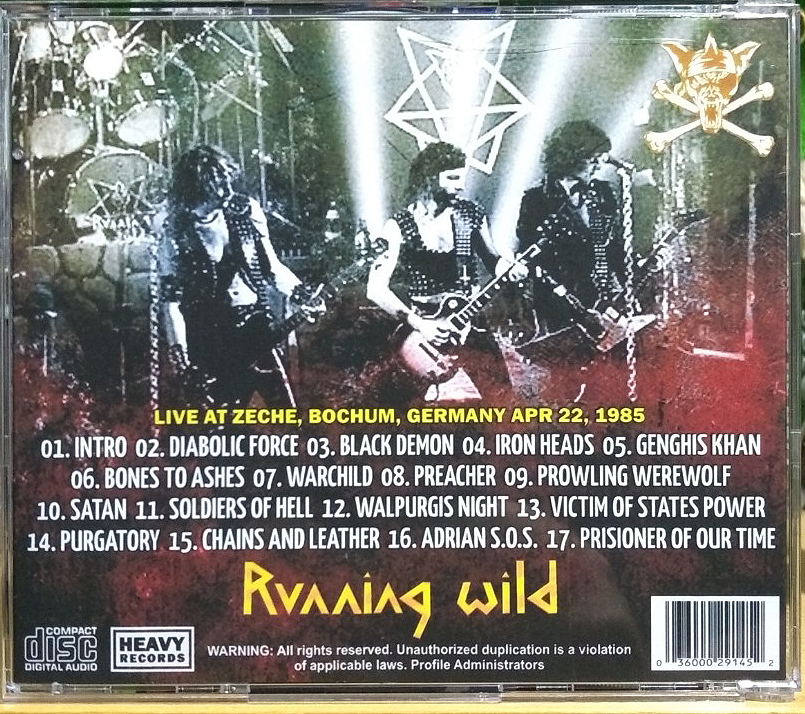 RUNNING
LIVE AT ZECHE, BOCHUM, GERMANY APR 22, 1985
01. INTRO 02. DIABOLIC FORCE 03. BLACK DEMON 04. IRON HEADS 05. GENGHIS KHAN
06. BONES TO ASHES 07. WARCHILD 08. PREACHER 09. PROWLING WEREWOLF
10. SATAN 11. SOLDIERS OF HELL 12. WALPURGIS NIGHT 13. VICTIM OF STATES POWER
14. PURGATORY 15. CHAINS AND LEATHER 16. ADRIAN S.O.S. 17. PRISIONER OF OUR TIME
Running wild
COMPACT
disc
DIGITAL AUDIO
HEAVY
RECORDS
WARNING: All rights reserved. Unauthorized duplication is a violation
of applicable laws. Profile Administrators
0 36000 29145 2